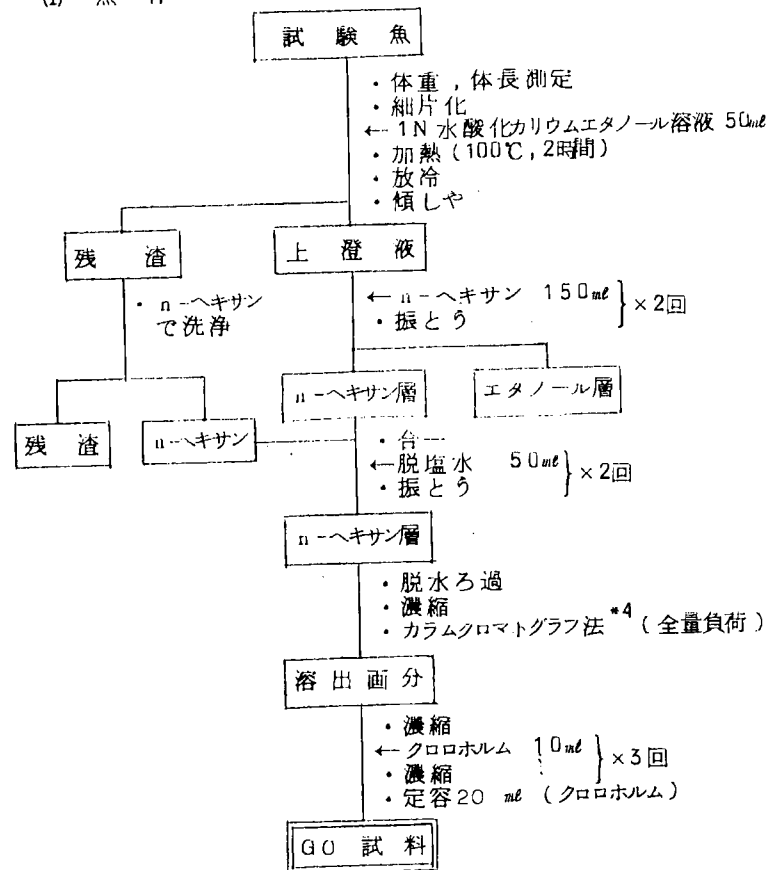 試験魚
・体重,体長測定
・細片化
← 1N 水酸化カリウムエタノール溶液 50ml
・加熱(100℃,2時間)
・放冷
・傾しや
残渣
上澄液
・n-ヘキサン
で洗浄
← n-ヘキサン 150ml
・振とう
×2回
n-ヘキサン層
エタノール層
残渣
n-ヘキサン
・合一
←脱塩水 50ml
・振とう
×2回
n-ヘキサン層
・脱水ろ過
・濃縮
・カラムクロマトグラフ法*4(全量負荷)
溶出画分
・濃縮
← クロロホルム 10ml
・濃縮
×3回
・定容20 ml (クロロホルム)
GC 試料